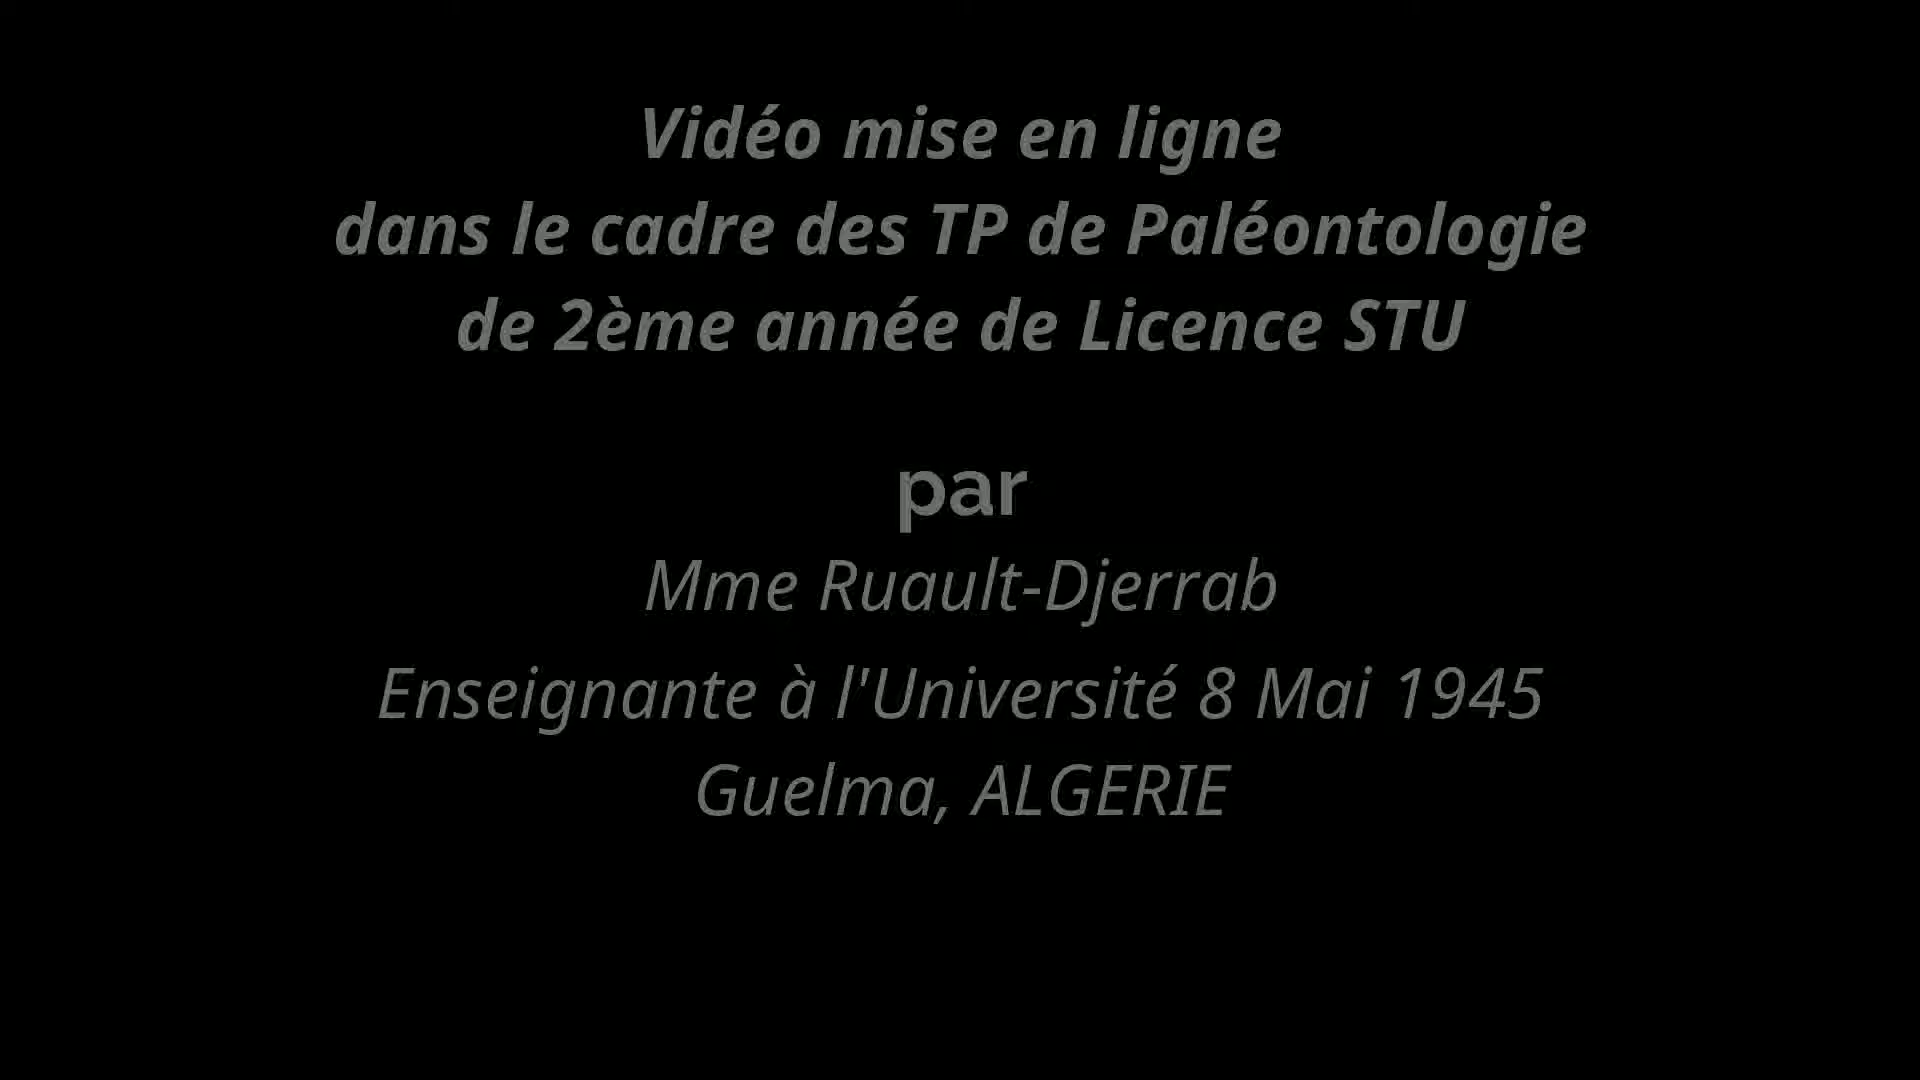 Vidéo mise en ligne
dans le cadre des TP de Paléontologie
de 2ème année de Licence STU
par
Mme Ruault-Djerrab
Enseignante à l'Université 8 Mai 1945
Guelma, ALGERIE